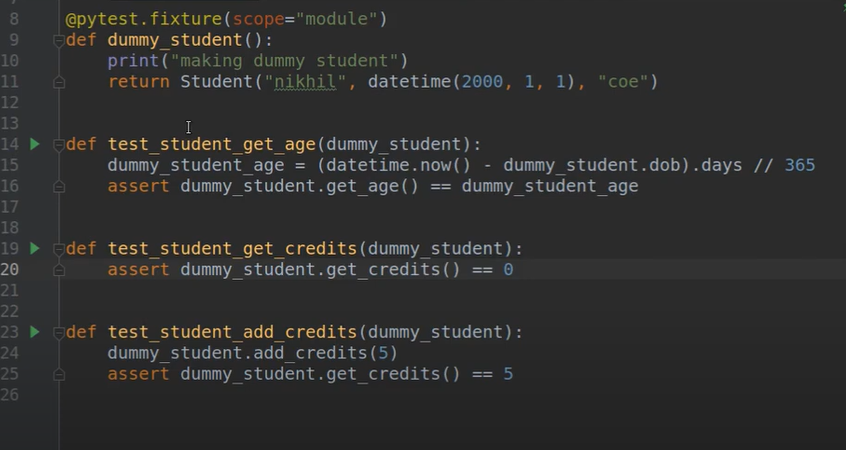 8 @pytest.fixture(scope="module")
9 def dummy_student():
10 print("making dummy student")
11 return Student("nikhil", datetime(2000, 1, 1), "coe")
12
13
14 def test_student_get_age(dummy_student):
15 dummy_student_age = (datetime.now() - dummy_student.dob).days // 365
16 assert dummy_student.get_age() == dummy_student_age
17
18
19 def test_student_get_credits(dummy_student):
20 assert dummy_student.get_credits() == 0
21
22
23 def test_student_add_credits(dummy_student):
24 dummy_student.add_credits(5)
25 assert dummy_student.get_credits() == 5
26